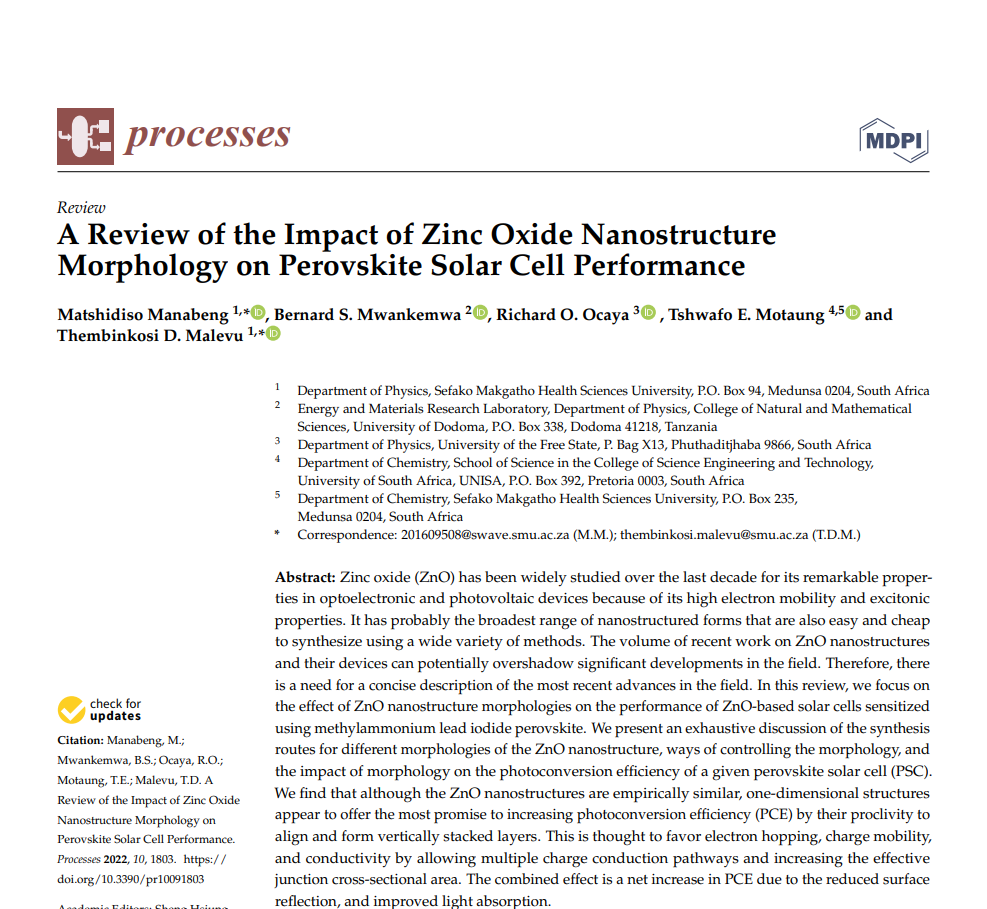 processes
MDPI
Review
A Review of the Impact of Zinc Oxide Nanostructure
Morphology on Perovskite Solar Cell Performance
Matshidiso Manabeng 1,* iD, Bernard S. Mwankemwa 2 iD, Richard O. Ocaya 3 iD , Tshwafo E. Motaung 4,5 iD and
Thembinkosi D. Malevu 1,* iD
1 Department of Physics, Sefako Makgatho Health Sciences University, P.O. Box 94, Medunsa 0204, South Africa
2 Energy and Materials Research Laboratory, Department of Physics, College of Natural and Mathematical
Sciences, University of Dodoma, P.O. Box 338, Dodoma 41218, Tanzania
3 Department of Physics, University of the Free State, P. Bag X13, Phuthaditjhaba 9866, South Africa
4 Department of Chemistry, School of Science in the College of Science Engineering and Technology,
University of South Africa, UNISA, P.O. Box 392, Pretoria 0003, South Africa
5 Department of Chemistry, Sefako Makgatho Health Sciences University, P.O. Box 235,
Medunsa 0204, South Africa
* Correspondence: 201609508@swave.smu.ac.za (M.M.); thembinkosi.malevu@smu.ac.za (T.D.M.)
Abstract: Zinc oxide (ZnO) has been widely studied over the last decade for its remarkable proper-
ties in optoelectronic and photovoltaic devices because of its high electron mobility and excitonic
properties. It has probably the broadest range of nanostructured forms that are also easy and cheap
to synthesize using a wide variety of methods. The volume of recent work on ZnO nanostructures
and their devices can potentially overshadow significant developments in the field. Therefore, there
is a need for a concise description of the most recent advances in the field. In this review, we focus on
the effect of ZnO nanostructure morphologies on the performance of ZnO-based solar cells sensitized
using methylammonium lead iodide perovskite. We present an exhaustive discussion of the synthesis
routes for different morphologies of the ZnO nanostructure, ways of controlling the morphology, and
the impact of morphology on the photoconversion efficiency of a given perovskite solar cell (PSC).
We find that although the ZnO nanostructures are empirically similar, one-dimensional structures
appear to offer the most promise to increasing photoconversion efficiency (PCE) by their proclivity to
align and form vertically stacked layers. This is thought to favor electron hopping, charge mobility,
and conductivity by allowing multiple charge conduction pathways and increasing the effective
junction cross-sectional area. The combined effect is a net increase in PCE due to the reduced surface
reflection, and improved light absorption.
check for
updates
Citation: Manabeng, M.;
Mwankemwa, B.S.; Ocaya, R.O.;
Motaung, T.E.; Malevu, T.D. A
Review of the Impact of Zinc Oxide
Nanostructure Morphology on
Perovskite Solar Cell Performance.
Processes 2022, 10, 1803. https://
doi.org/10.3390/pr10091803
Academic Editors: Sheng Hsiung